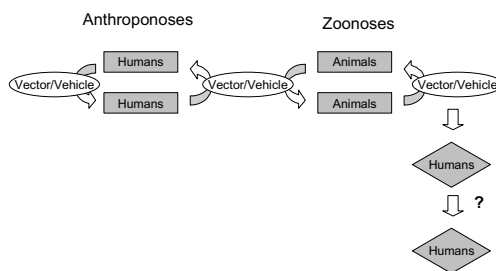 Anthroponoses
Zoonoses
Humans
Animals
Vector/Vehicle
Vector/Vehicle
Vector/Vehicle
Humans
Animals
Humans
?
Humans